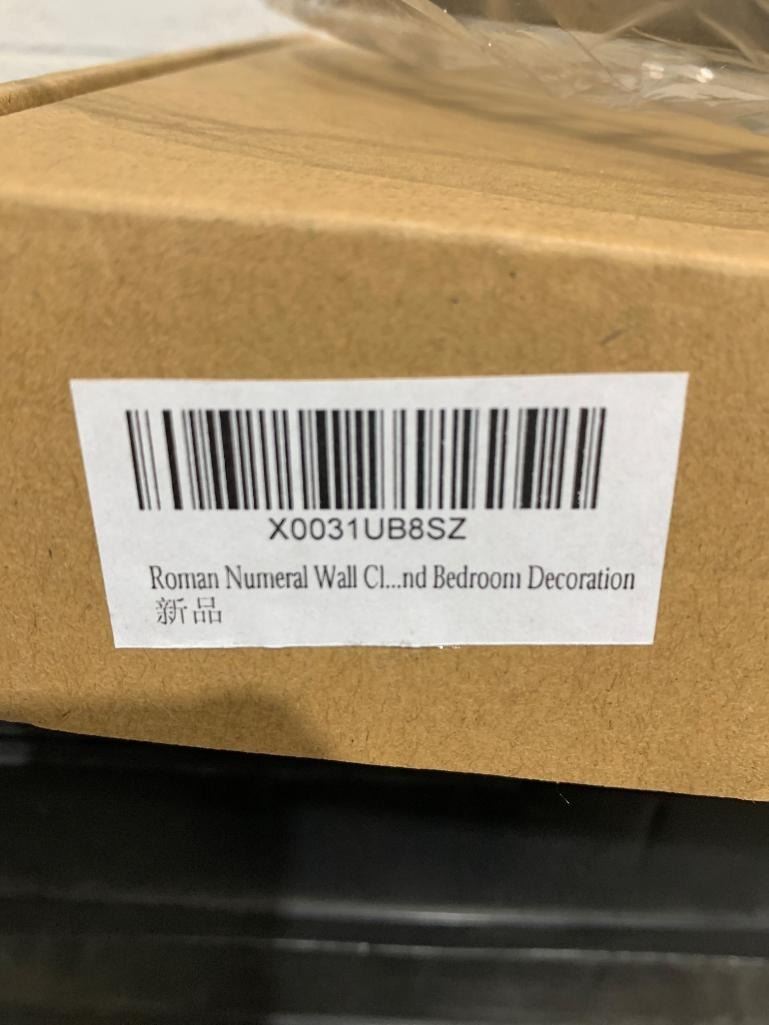 X0031UB8SZ
Roman Numeral Wall Cl...nd Bedroom Decoration
新品